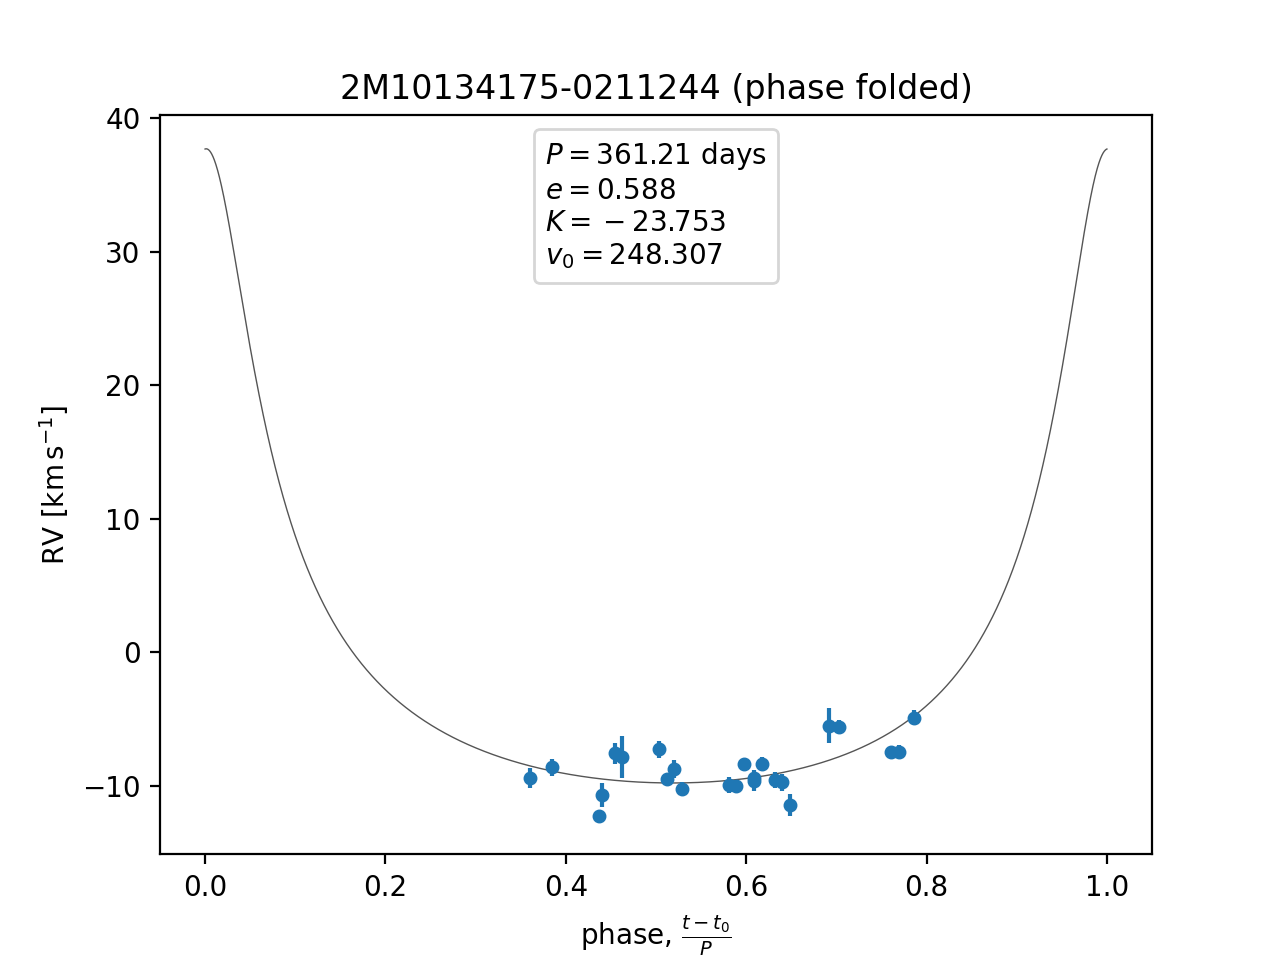 2M10134175-0211244 (phase folded)
P = 361.21 days
e = 0.588
K = −23.753
v₀ = 248.307
40
30
20
10
0
−10
RV [km s⁻¹]
0.0 0.2 0.4 0.6 0.8 1.0
phase, (t − t₀)/P